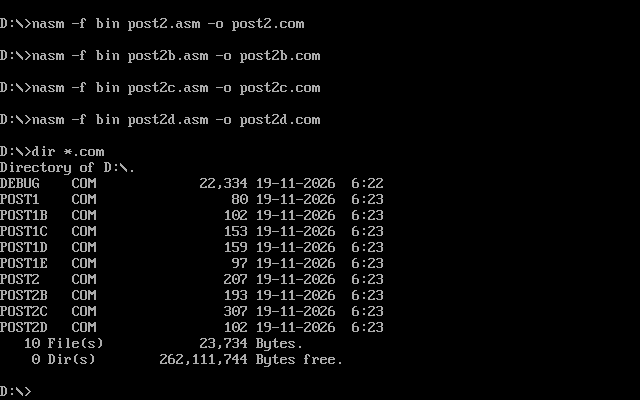 D:\>nasm -f bin post2.asm -o post2.com
D:\>nasm -f bin post2b.asm -o post2b.com
D:\>nasm -f bin post2c.asm -o post2c.com
D:\>nasm -f bin post2d.asm -o post2d.com
D:\>dir *.com
Directory of D:\.
DEBUG    COM             22,334 19-11-2026  6:22
POST1    COM                 80 19-11-2026  6:23
POST1B   COM                102 19-11-2026  6:23
POST1C   COM                153 19-11-2026  6:23
POST1D   COM                159 19-11-2026  6:23
POST1E   COM                 97 19-11-2026  6:23
POST2    COM                207 19-11-2026  6:23
POST2B   COM                193 19-11-2026  6:23
POST2C   COM                307 19-11-2026  6:23
POST2D   COM                102 19-11-2026  6:23
   10 File(s)            23,734 Bytes.
    0 Dir(s)        262,111,744 Bytes free.
D:\>